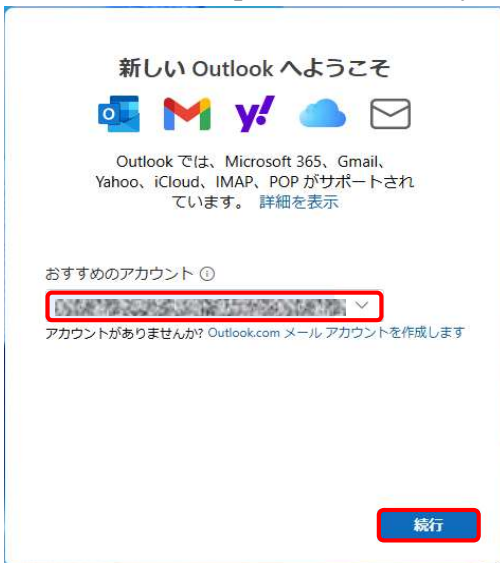 新しい Outlook へようこそ
Outlook では、Microsoft 365、Gmail、
Yahoo、iCloud、IMAP、POP がサポートされ
ています。 詳細を表示
おすすめのアカウント
アカウントがありませんか? Outlook.com メール アカウントを作成します
続行